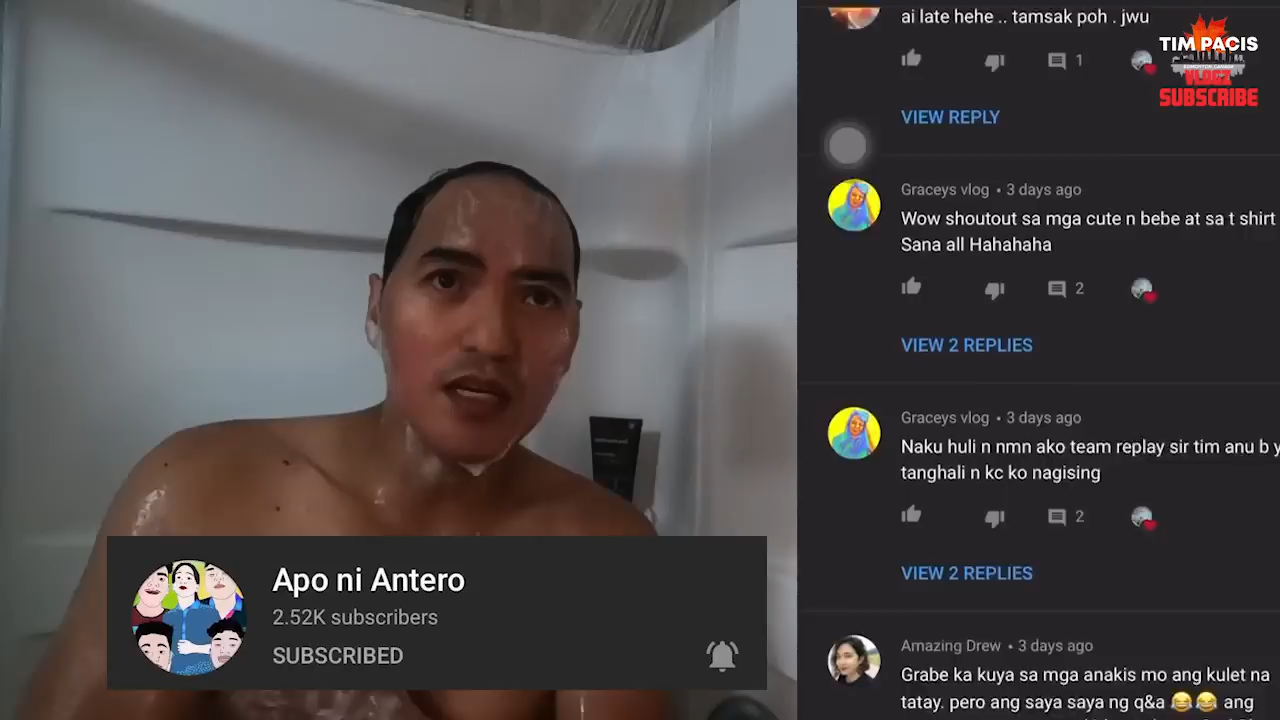 ai late hehe .. tamsak poh . jwu
1
VIEW REPLY
TIM PACIS
EDMONTON, CANADA
VLOGZ
SUBSCRIBE
Graceys vlog • 3 days ago
Wow shoutout sa mga cute n bebe at sa t shirt
Sana all Hahahaha
2
VIEW 2 REPLIES
Graceys vlog • 3 days ago
Naku huli n nmn ako team replay sir tim anu b y
tanghali n kc ko nagising
2
VIEW 2 REPLIES
Amazing Drew • 3 days ago
Grabe ka kuya sa mga anakis mo ang kulet na
tatay. pero ang saya saya ng q&a 😂😂 ang
Apo ni Antero
2.52K subscribers
SUBSCRIBED